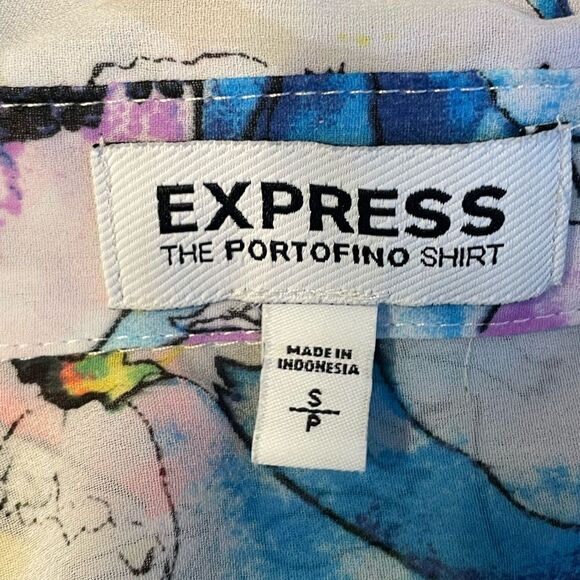 EXPRESS
THE PORTOFINO SHIRT
MADE IN
INDONESIA
S
P